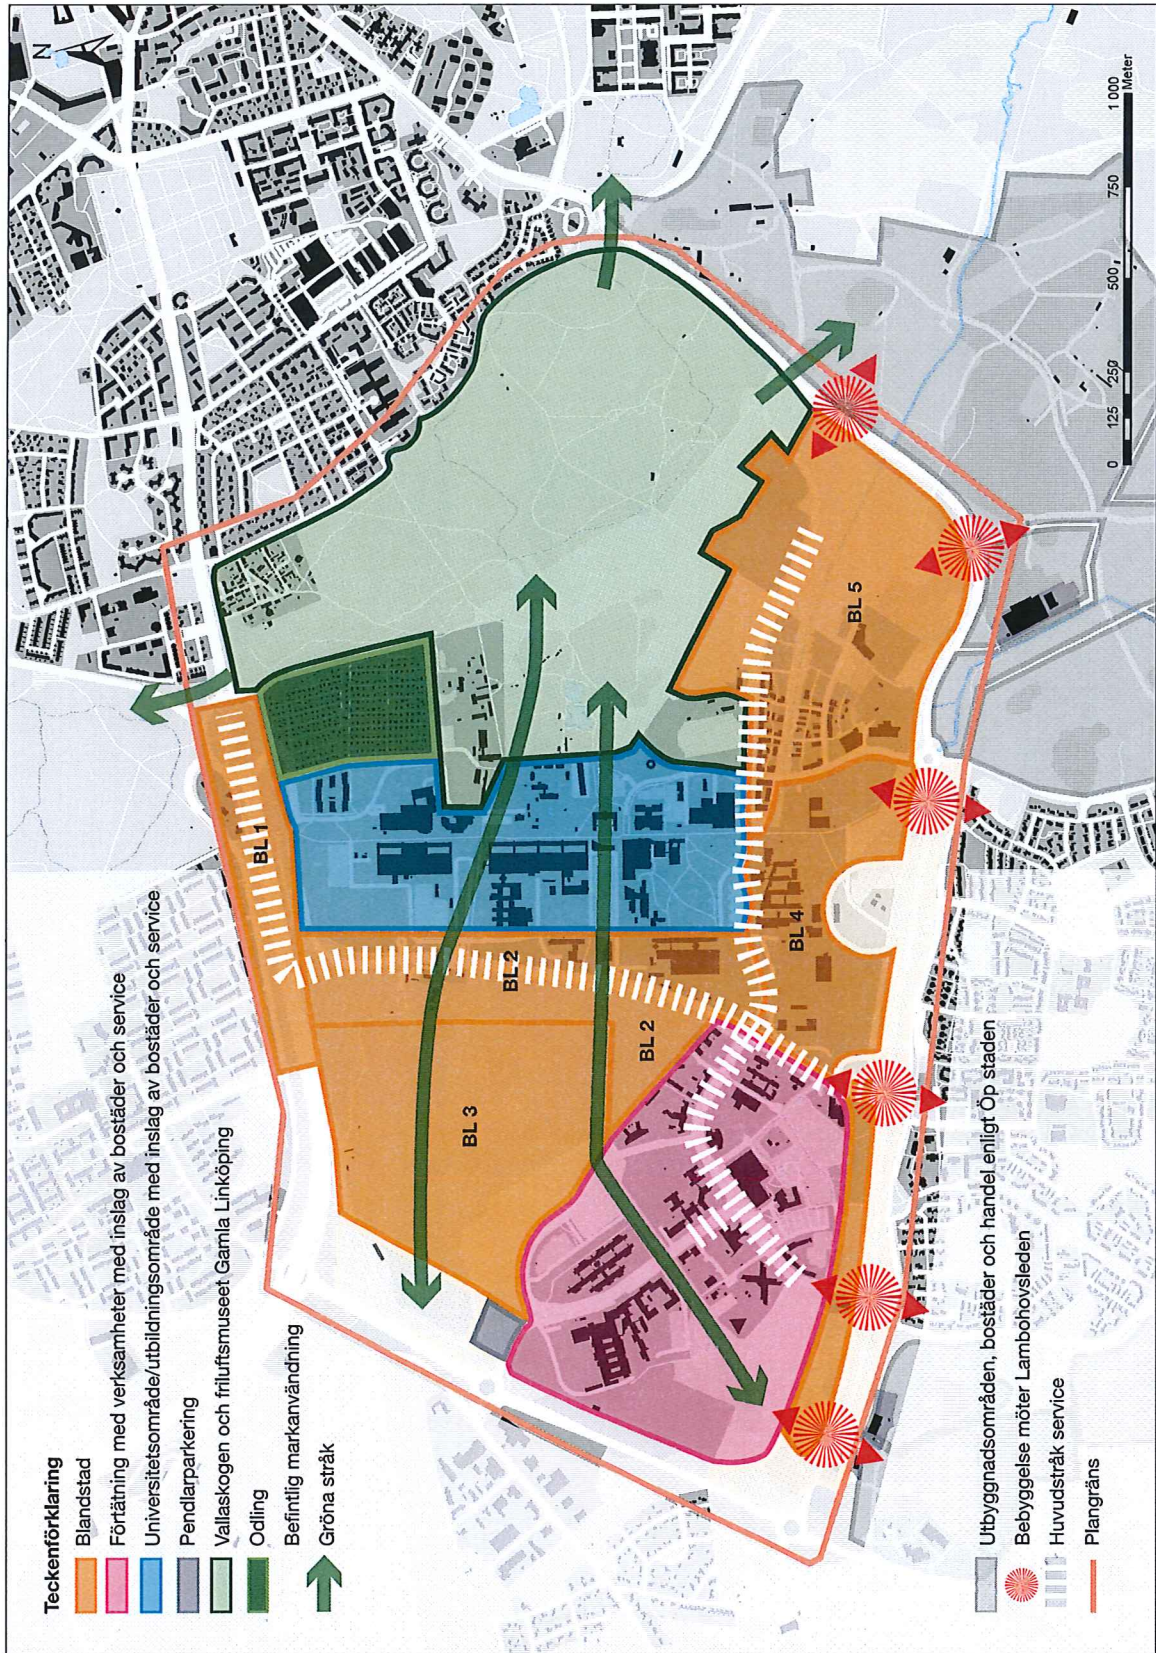 Teckenförklaring
Blandstad
Förtätning med verksamheter med inslag av bostäder och service
Universitetsområde/utbildningsområde med inslag av bostäder och service
Pendlarparkering
Vallaskogen och friluftsmuseet Gamla Linköping
Odling
Befintlig markanvändning
Gröna stråk
Utbyggnadsområden, bostäder och handel enligt Öp staden
Bebyggelse möter Lambohovsleden
Huvudstråk service
Plangräns
BL 1
BL 2
BL 2
BL 3
BL 4
BL 5
N
0 125 250 500 750 1 000
Meter